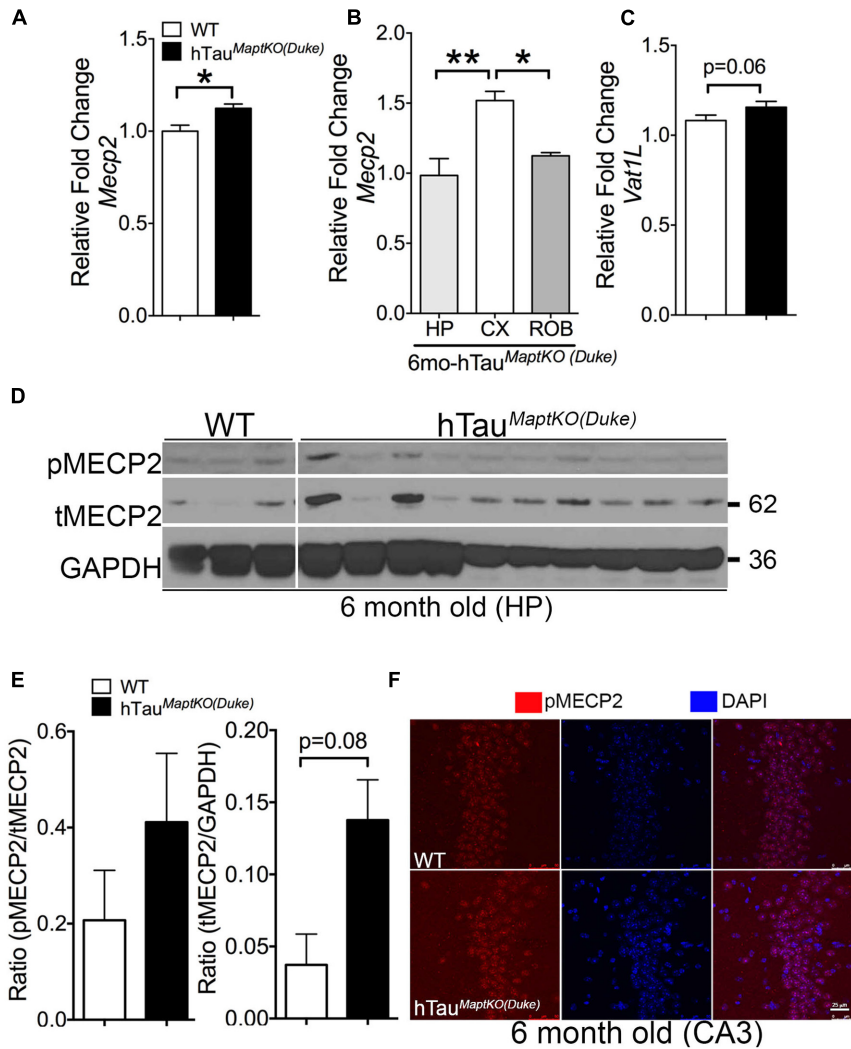 A
WT
hTau MaptKO(Duke)
Relative Fold Change
Mecp2
1.5
1.0
0.5
0.0
*
B
Relative Fold Change
Mecp2
2.0
1.5
1.0
0.5
0.0
** *
HP CX ROB
6mo-hTau MaptKO (Duke)
C
Relative Fold Change
Vat1L
1.5
1.0
0.5
0.0
p=0.06
D
WT hTau MaptKO(Duke)
pMECP2
tMECP2 62
GAPDH 36
6 month old (HP)
E
WT
hTau MaptKO(Duke)
Ratio (pMECP2/tMECP2)
0.6
0.4
0.2
0.0
Ratio (tMECP2/GAPDH)
0.20
0.15
0.10
0.05
0.00
p=0.08
F
pMECP2 DAPI
WT
hTau MaptKO(Duke)
25 µm
6 month old (CA3)